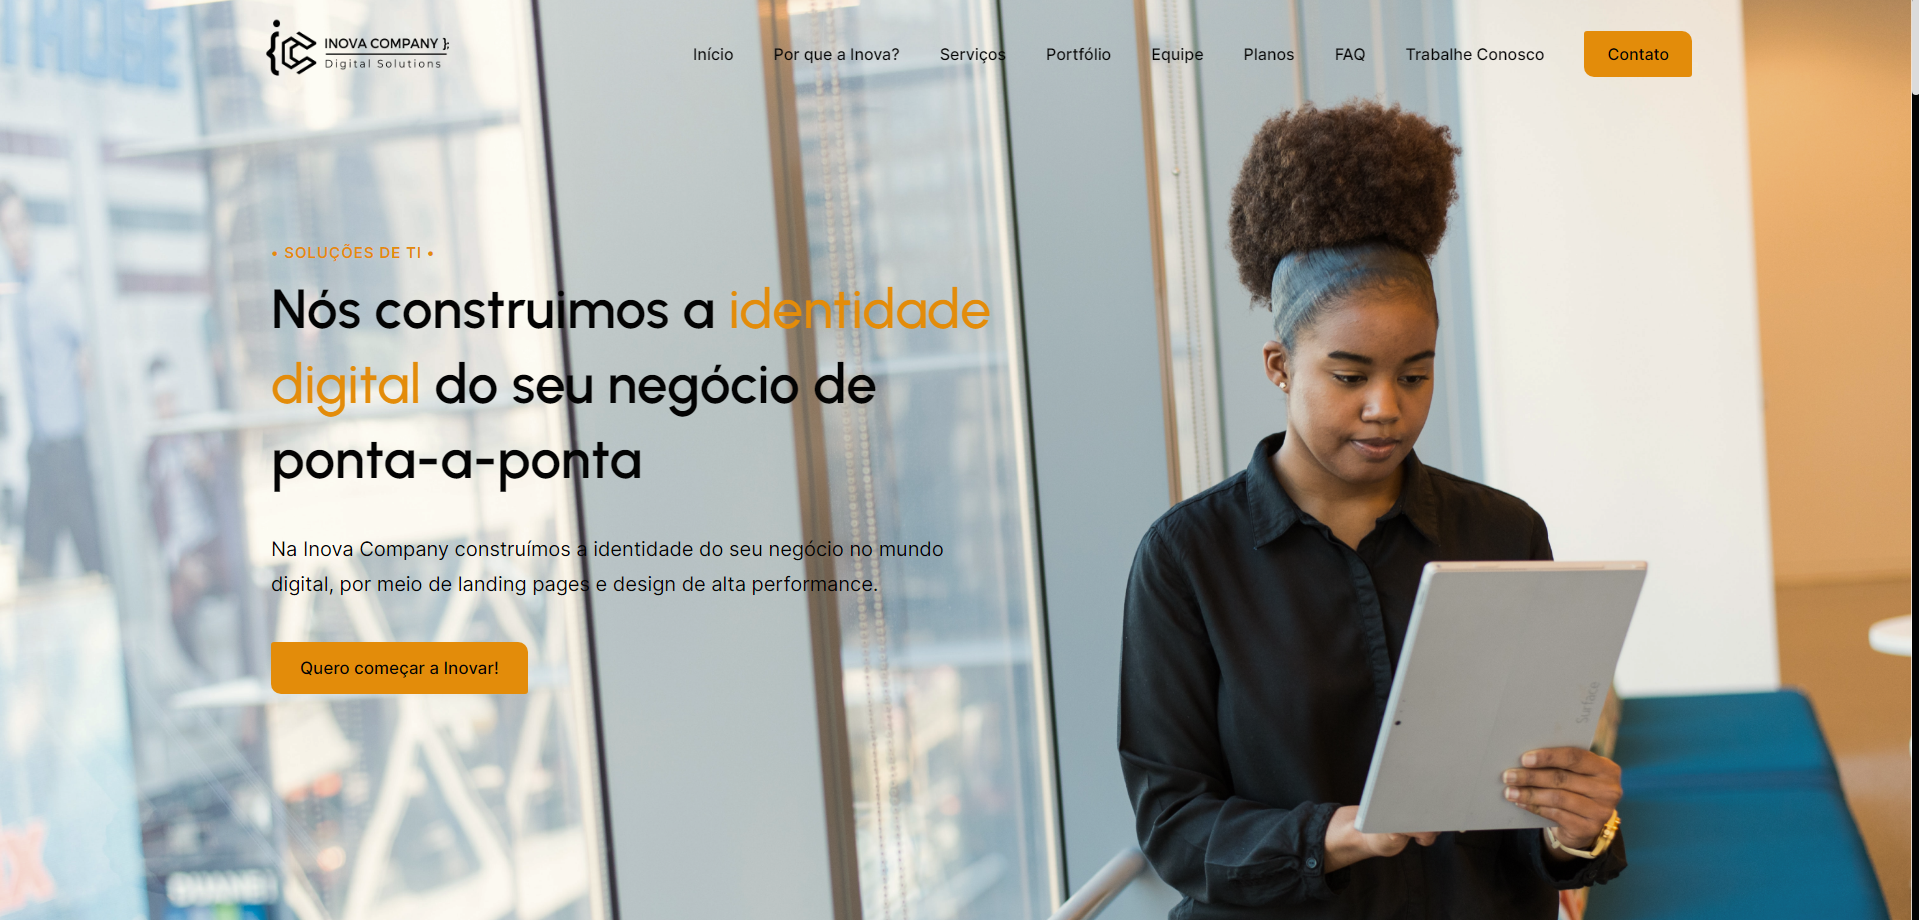 INOVA COMPANY };
Digital Solutions
Início
Por que a Inova?
Serviços
Portfólio
Equipe
Planos
FAQ
Trabalhe Conosco
Contato
• SOLUÇÕES DE TI •
Nós construimos a identidade
digital do seu negócio de
ponta-a-ponta
Na Inova Company construímos a identidade do seu negócio no mundo
digital, por meio de landing pages e design de alta performance.
Quero começar a Inovar!
Surface